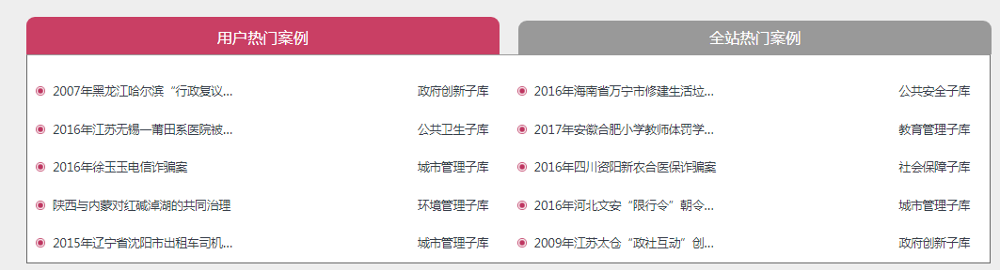 用户热门案例
全站热门案例
2007年黑龙江哈尔滨“行政复议... 政府创新子库
2016年海南省万宁市修建生活垃... 公共安全子库
2016年江苏无锡一莆田系医院被... 公共卫生子库
2017年安徽合肥小学教师体罚学... 教育管理子库
2016年徐玉玉电信诈骗案 城市管理子库
2016年四川资阳新农合医保诈骗案 社会保障子库
陕西与内蒙对红碱淖湖的共同治理 环境管理子库
2016年河北文安“限行令”朝令... 城市管理子库
2015年辽宁省沈阳市出租车司机... 城市管理子库
2009年江苏太仓“政社互动”创... 政府创新子库